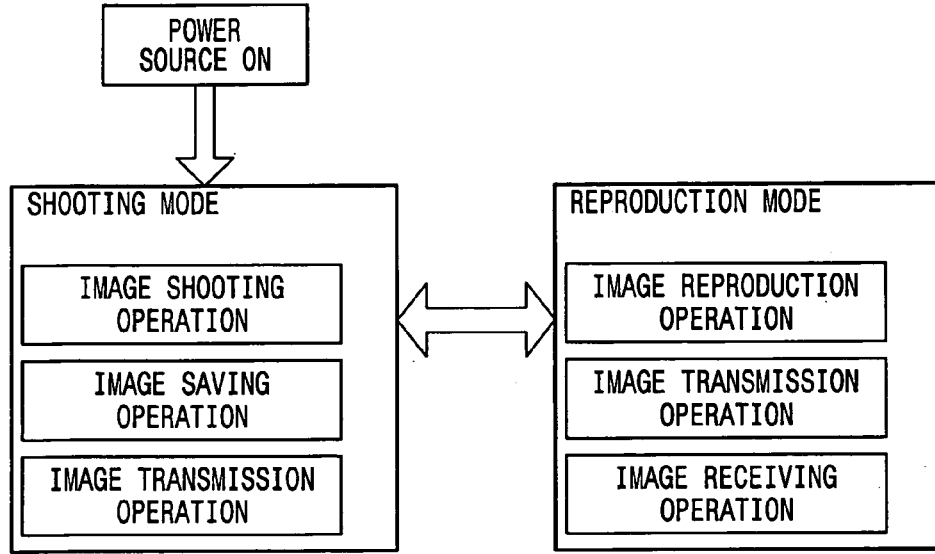 POWER
SOURCE ON
SHOOTING MODE
IMAGE SHOOTING
OPERATION
IMAGE SAVING
OPERATION
IMAGE TRANSMISSION
OPERATION
REPRODUCTION MODE
IMAGE REPRODUCTION
OPERATION
IMAGE TRANSMISSION
OPERATION
IMAGE RECEIVING
OPERATION